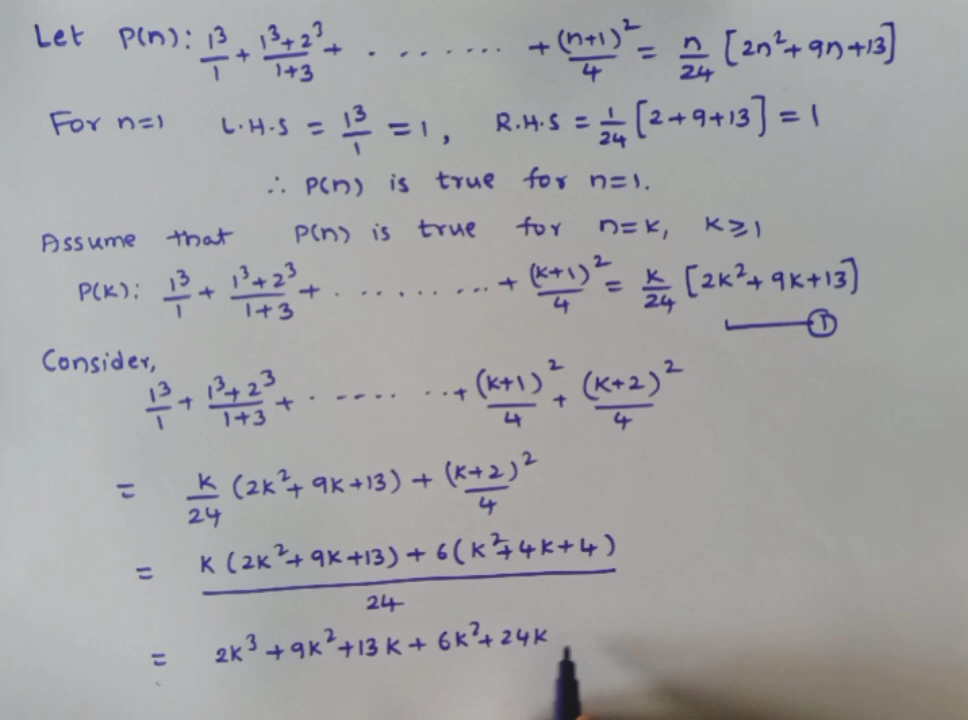 Let P(n): 1³/1 + (1³+2³)/(1+3) + ........ + (n+1)²/4 = n/24 [2n²+9n+13]
For n=1 L.H.S = 1³/1 = 1, R.H.S = 1/24 [2+9+13] = 1
∴ P(n) is true for n=1.
Assume that P(n) is true for n=k, k≥1
P(k): 1³/1 + (1³+2³)/(1+3) + ......... + (k+1)²/4 = k/24 [2k²+9k+13]
①
Consider,
1³/1 + (1³+2³)/(1+3) + ........ + (k+1)²/4 + (k+2)²/4
= k/24 (2k²+9k+13) + (k+2)²/4
= (k(2k²+9k+13) + 6(k²+4k+4))/24
= 2k³+9k²+13k+6k²+24k